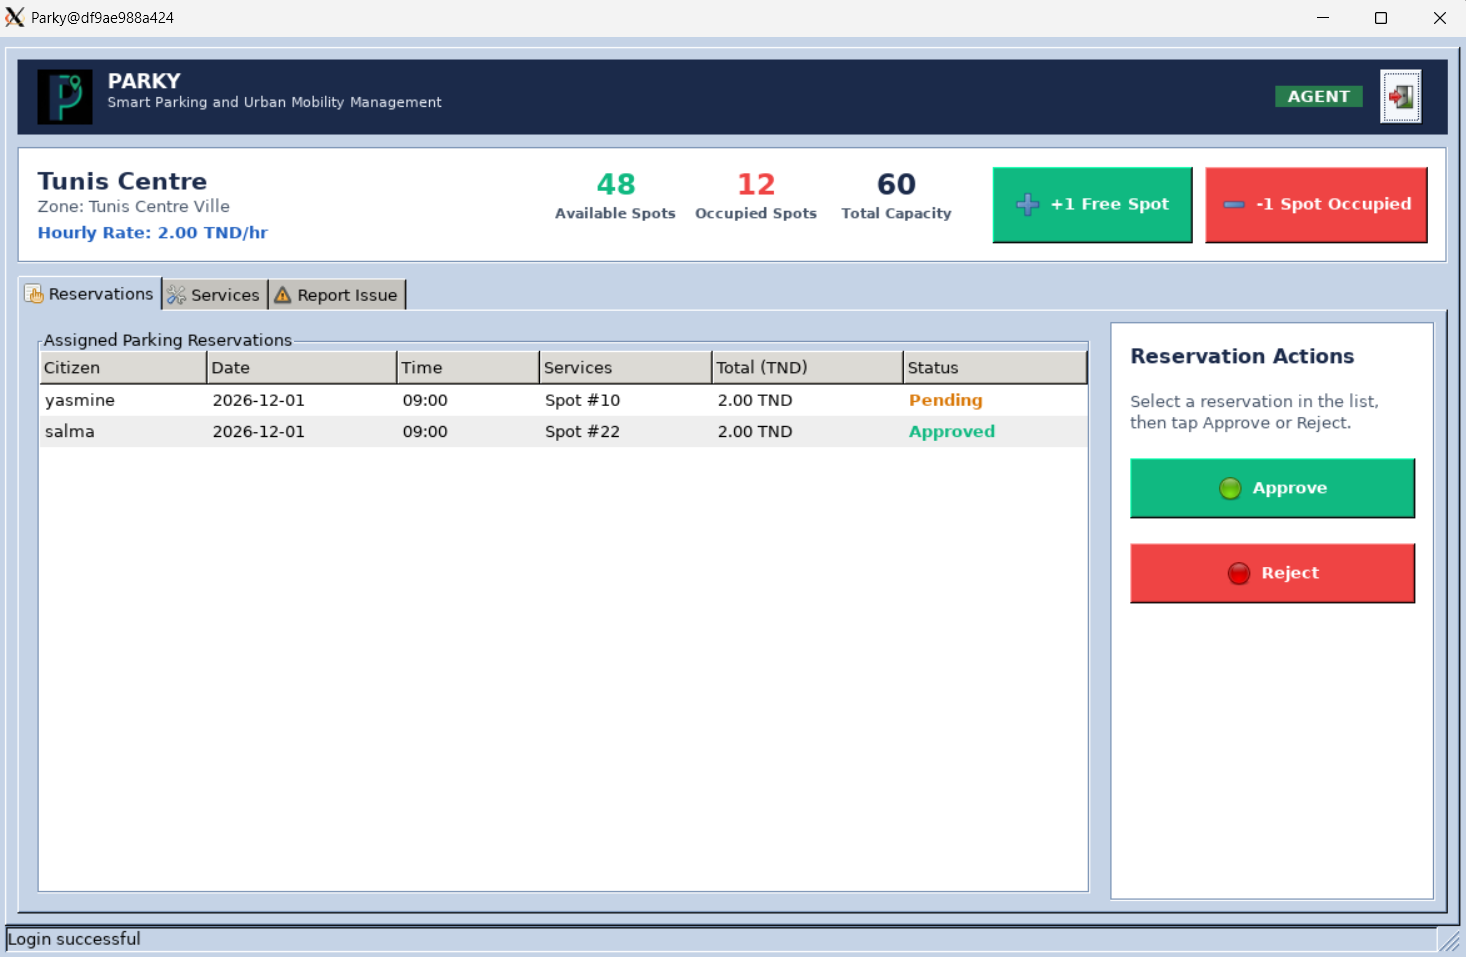 Parky@df9ae988a424
PARKY
Smart Parking and Urban Mobility Management
AGENT
Tunis Centre
Zone: Tunis Centre Ville
Hourly Rate: 2.00 TND/hr
48
Available Spots
12
Occupied Spots
60
Total Capacity
+1 Free Spot
-1 Spot Occupied
Reservations
Services
Report Issue
Assigned Parking Reservations
Citizen Date Time Services Total (TND) Status
yasmine 2026-12-01 09:00 Spot #10 2.00 TND Pending
salma 2026-12-01 09:00 Spot #22 2.00 TND Approved
Reservation Actions
Select a reservation in the list,
then tap Approve or Reject.
Approve
Reject
Login successful